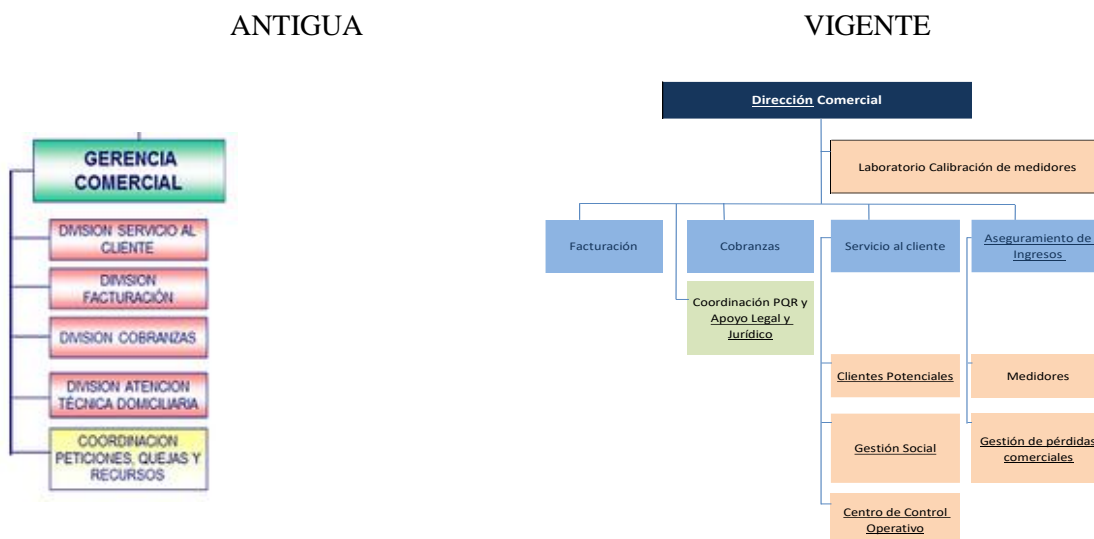 ANTIGUA
VIGENTE
GERENCIA
COMERCIAL
DIVISION SERVICIO AL
CLIENTE
DIVISION
FACTURACIÓN
DIVISION COBRANZAS
DIVISION ATENCION
TÉCNICA DOMICILIARIA
COORDINACION
PETICIONES, QUEJAS Y
RECURSOS
Dirección Comercial
Laboratorio Calibración de medidores
Facturación
Cobranzas
Servicio al cliente
Aseguramiento de
Ingresos
Coordinación PQR y
Apoyo Legal y
Jurídico
Clientes Potenciales
Medidores
Gestión Social
Gestión de pérdidas
comerciales
Centro de Control
Operativo